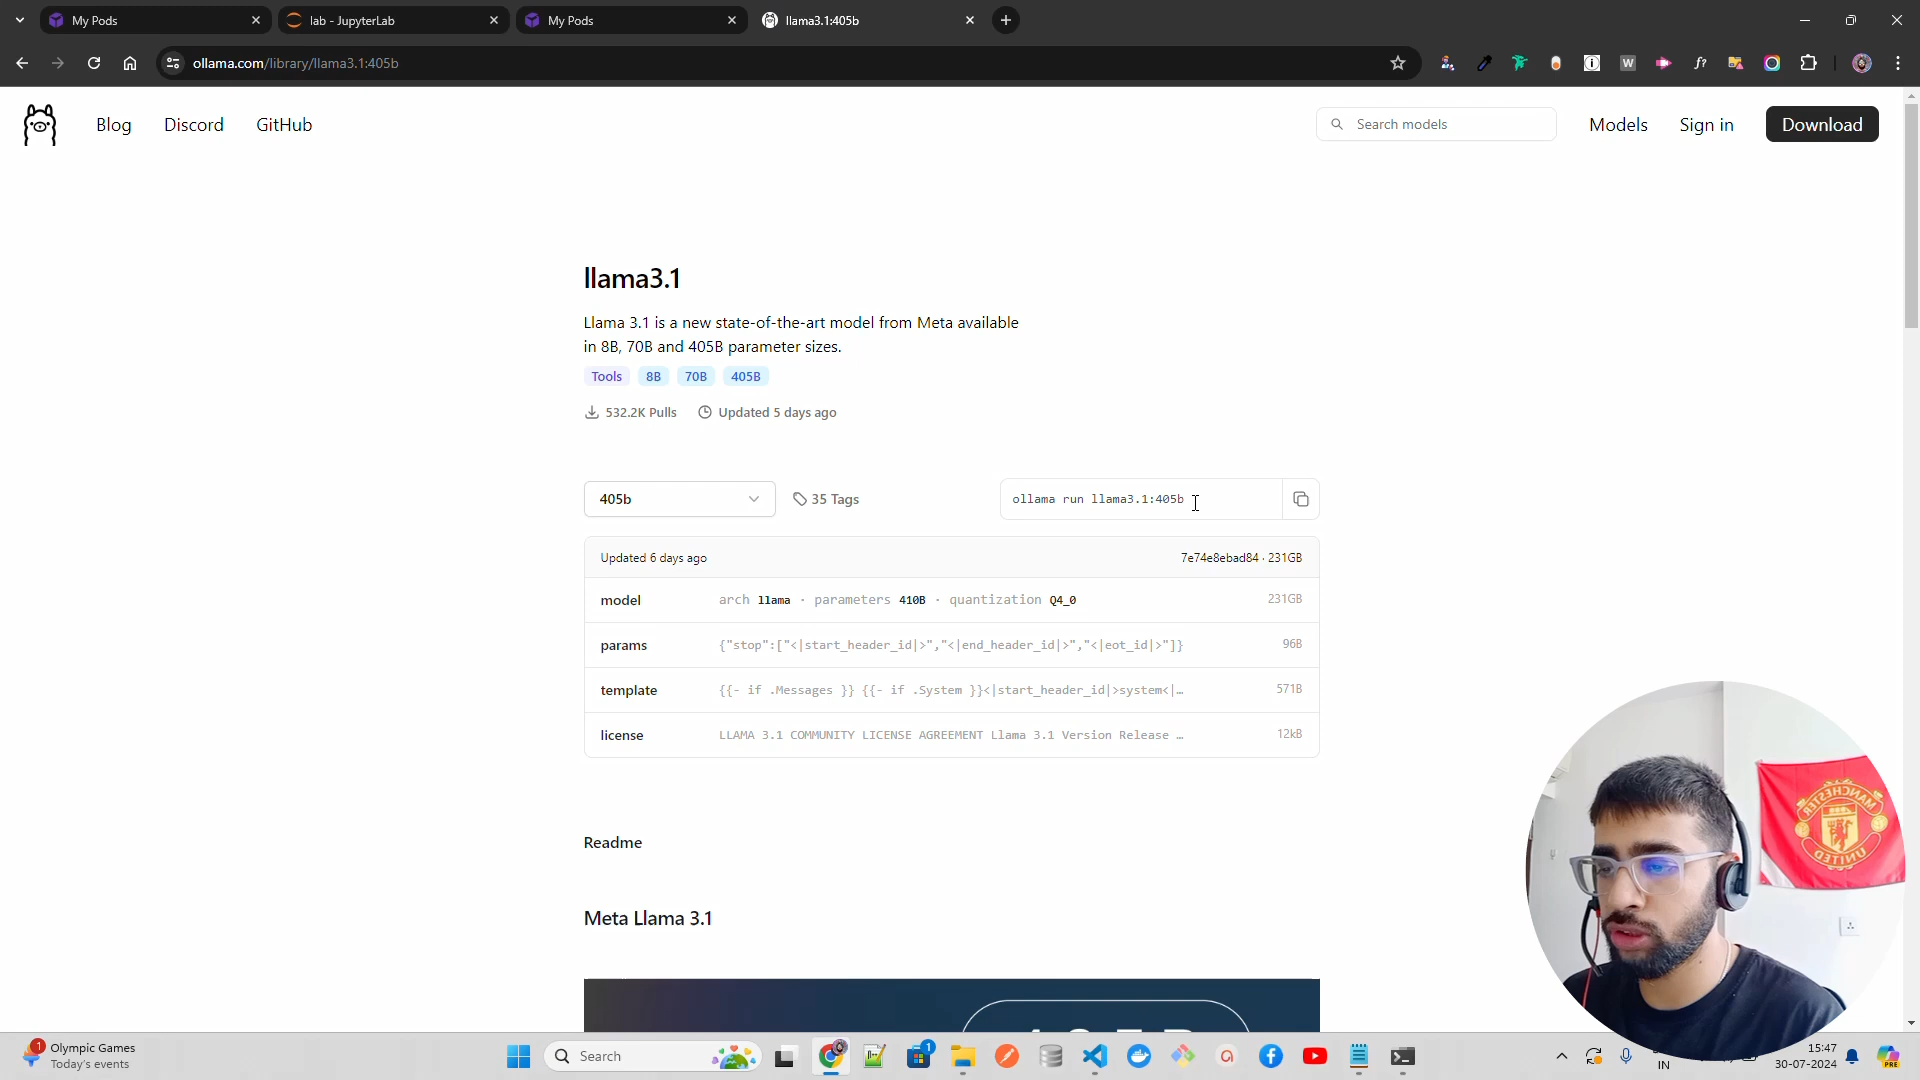 My Pods
lab - JupyterLab
My Pods
llama3.1:405b
ollama.com/library/llama3.1:405b
Blog
Discord
GitHub
Search models
Models
Sign in
Download
llama3.1
Llama 3.1 is a new state-of-the-art model from Meta available
in 8B, 70B and 405B parameter sizes.
Tools 8B 70B 405B
532.2K Pulls Updated 5 days ago
405b 35 Tags ollama run llama3.1:405b
Updated 6 days ago 7e74e8ebad84 · 231GB
model arch llama · parameters 410B · quantization Q4_0 231GB
params {"stop":["<|start_header_id|>","<|end_header_id|>","<|eot_id|>"]} 96B
template {{- if .Messages }} {{- if .System }}<|start_header_id|>system<|… 571B
license LLAMA 3.1 COMMUNITY LICENSE AGREEMENT Llama 3.1 Version Release … 12kB
Readme
Meta Llama 3.1
MANCHESTER
UNITED
Olympic Games
Today's events
Search
IN
15:47
30-07-2024